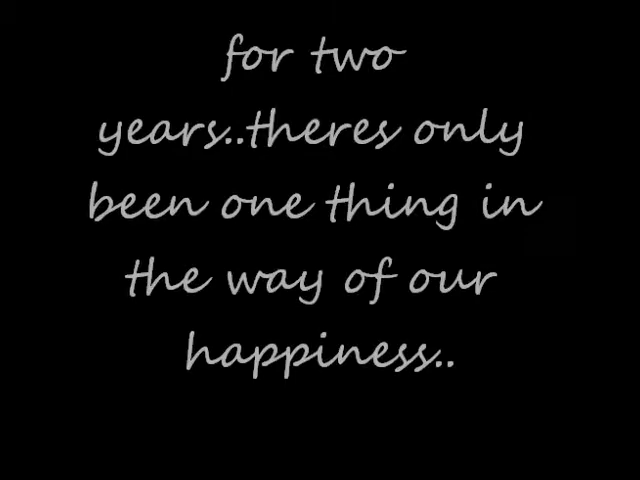 for two
years..theres only
been one thing in
the way of our
happiness..